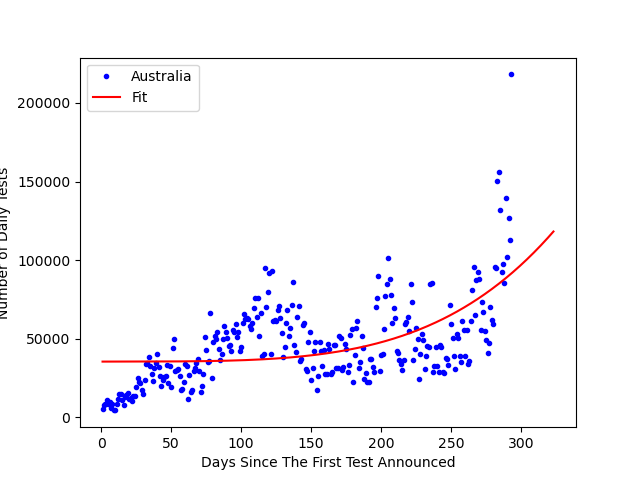 Australia
Fit
200000
150000
100000
50000
0
Number of Daily Tests
0 50 100 150 200 250 300
Days Since The First Test Announced